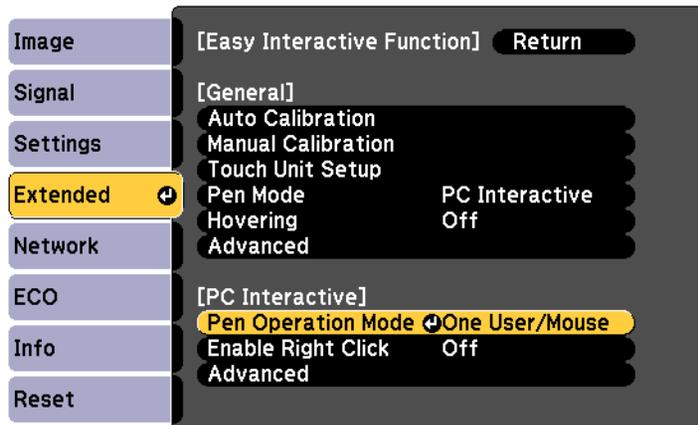 Image
Signal
Settings
Extended
Network
ECO
Info
Reset
[Easy Interactive Function] Return
[General]
Auto Calibration
Manual Calibration
Touch Unit Setup
Pen Mode PC Interactive
Hovering Off
Advanced
[PC Interactive]
Pen Operation Mode One User/Mouse
Enable Right Click Off
Advanced